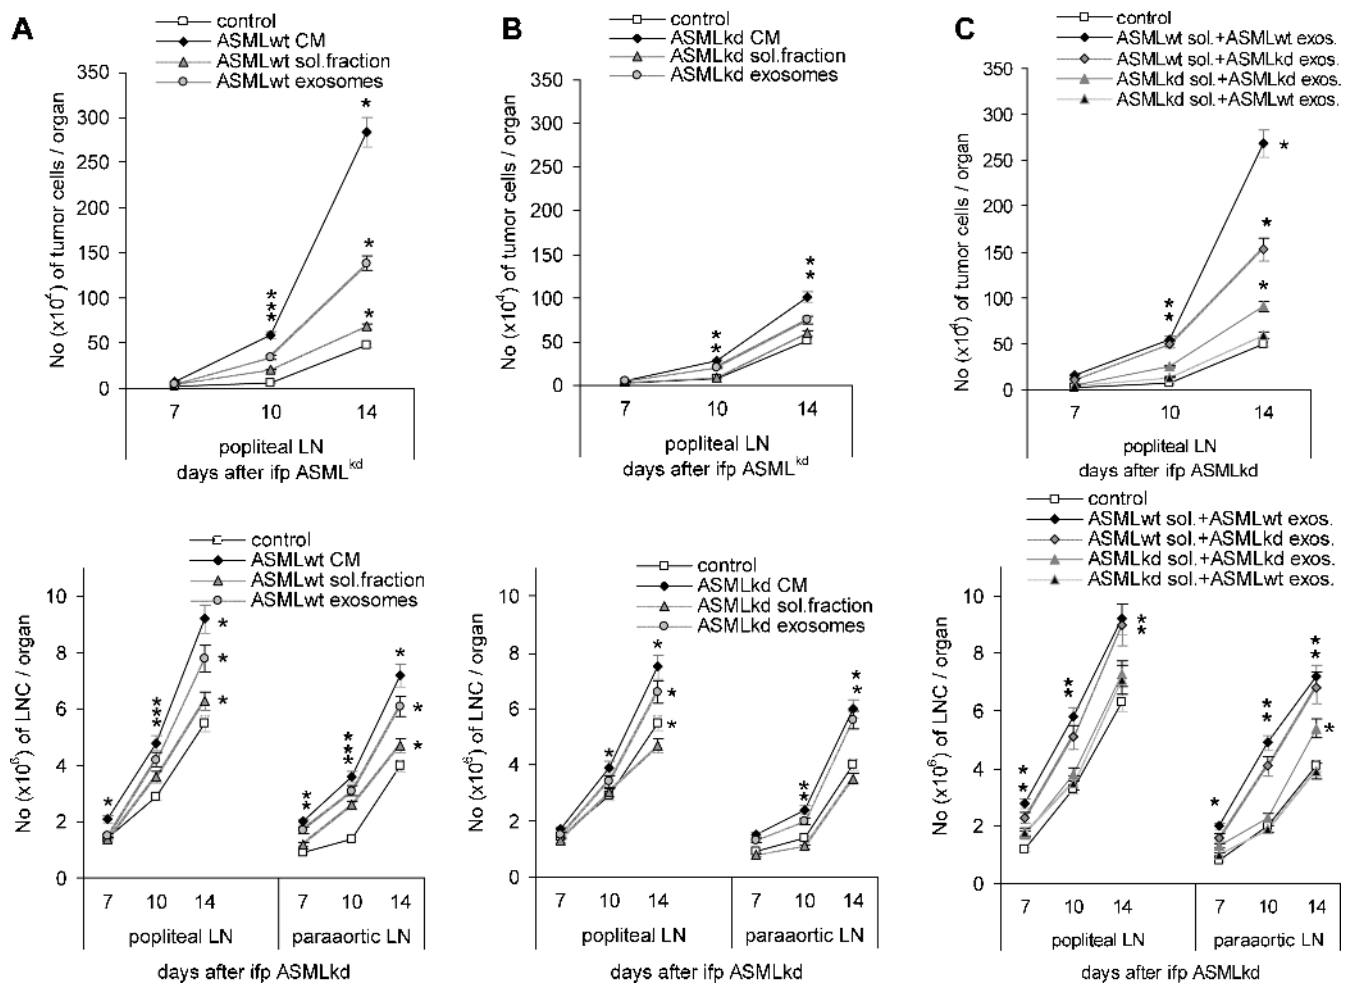 A
control
ASMLwt CM
ASMLwt sol.fraction
ASMLwt exosomes
No (x10⁴) of tumor cells / organ
350
300
250
200
150
100
50
0
*
*
*
***
7 10 14
popliteal LN
days after ifp ASMLᵏᵈ
B
control
ASMLkd CM
ASMLkd sol.fraction
ASMLkd exosomes
No (x10⁴) of tumor cells / organ
350
300
250
200
150
100
50
0
**
**
7 10 14
popliteal LN
days after ifp ASMLᵏᵈ
C
control
ASMLwt sol.+ASMLwt exos.
ASMLwt sol.+ASMLkd exos.
ASMLkd sol.+ASMLkd exos.
ASMLkd sol.+ASMLwt exos.
No (x10⁴) of tumor cells / organ
350
300
250
200
150
100
50
0
*
*
*
**
7 10 14
popliteal LN
days after ifp ASMLkd
control
ASMLwt CM
ASMLwt sol.fraction
ASMLwt exosomes
No (x10⁶) of LNC / organ
10
8
6
4
2
0
*
***
*
*
*
**
***
*
*
*
7 10 14 7 10 14
popliteal LN paraaortic LN
days after ifp ASMLkd
control
ASMLkd CM
ASMLkd sol.fraction
ASMLkd exosomes
No (x10⁶) of LNC / organ
10
8
6
4
2
0
*
*
*
*
**
**
7 10 14 7 10 14
popliteal LN paraaortic LN
days after ifp ASMLkd
control
ASMLwt sol.+ASMLwt exos.
ASMLwt sol.+ASMLkd exos.
ASMLkd sol.+ASMLkd exos.
ASMLkd sol.+ASMLwt exos.
No (x10⁶) of LNC / organ
10
8
6
4
2
0
**
**
**
*
**
**
*
7 10 14 7 10 14
popliteal LN paraaortic LN
days after ifp ASMLkd